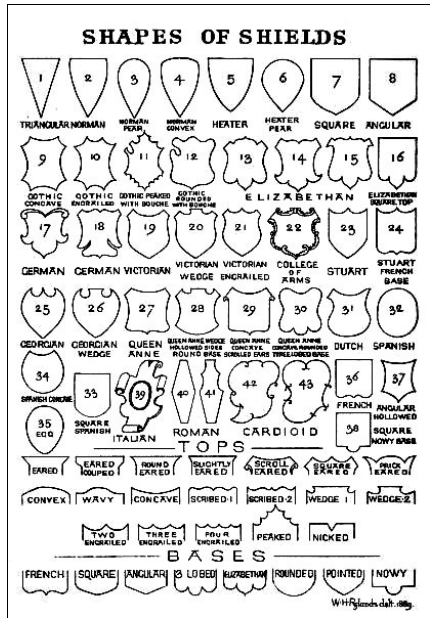 SHAPES OF SHIELDS
1 2 3 4 5 6 7 8
TRIANGULAR NORMAN NORMAN PEAR NORMAN CONVEX HEATER HEATER PEAR SQUARE ANGULAR
9 10 11 12 13 14 15 16
GOTHIC CONCAVE GOTHIC ENGRAILED GOTHIC PEAKED WITH BOUCHE GOTHIC ROUNDED WITH BOUCHE ELIZABETHAN ELIZABETHAN SQUARE TOP
17 18 19 20 21 22 23 24
GERMAN GERMAN VICTORIAN VICTORIAN WEDGE VICTORIAN ENGRAILED COLLEGE OF ARMS STUART STUART FRENCH BASE
25 26 27 28 29 30 31 32
GEORGIAN GEORGIAN WEDGE QUEEN ANNE QUEEN ANNE WEDGE HOLLOWED SIDES ROUND BASE QUEEN ANNE CONCAVE SCROLLED EARS QUEEN ANNE CONCAVE, ROUNDED THREE LOBED BASE DUTCH SPANISH
34 33 39 40 41 42 43 36 37
SPANISH CONCAVE SQUARE SPANISH FRENCH ANGULAR HOLLOWED
35 38
EGG ITALIAN ROMAN CARDIOID SQUARE NOWY BASE
TOPS
EARED EARED COUPED ROUND EARED SLIGHTLY EARED SCROLL EARED SQUARE EARED PRICK EARED
CONVEX WAVY CONCAVE SCRIBED-1 SCRIBED-2 WEDGE 1 WEDGE-2
TWO ENGRAILED THREE ENGRAILED FOUR ENGRAILED PEAKED NICKED
BASES
FRENCH SQUARE ANGULAR 3 LOBED ELIZABETHAN ROUNDED POINTED NOWY
W.H.Rylands delt.